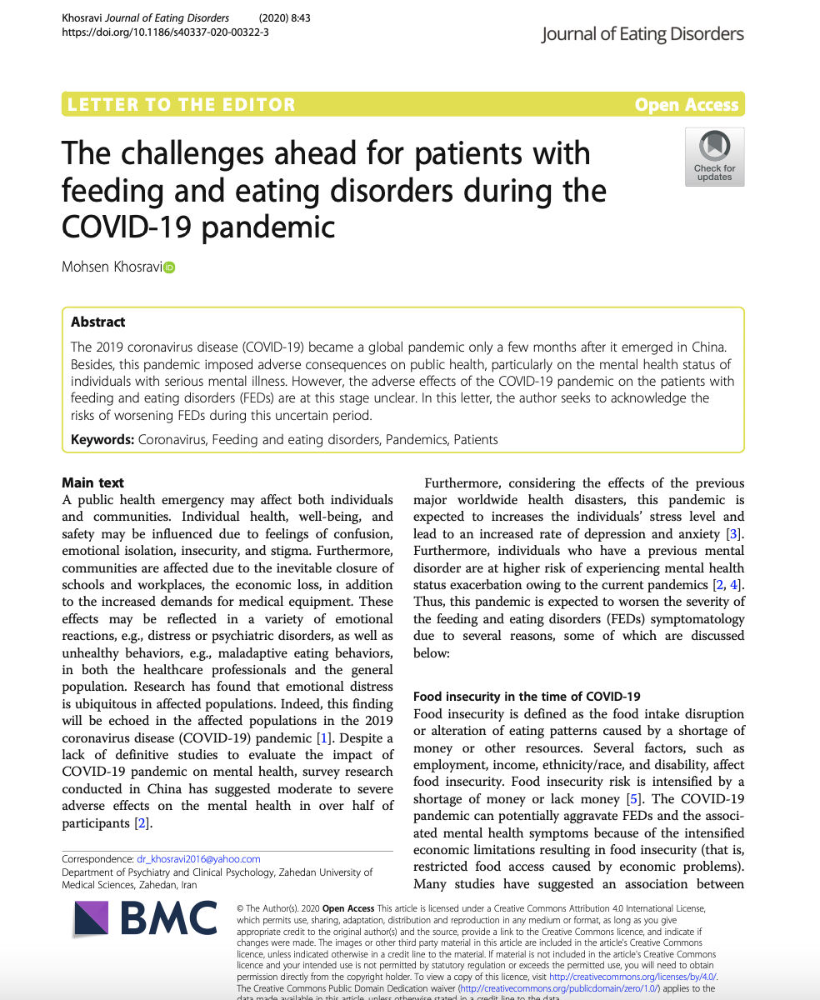 Khosravi Journal of Eating Disorders (2020) 8:43
https://doi.org/10.1186/s40337-020-00322-3
Journal of Eating Disorders
LETTER TO THE EDITOR Open Access
Check for
updates
The challenges ahead for patients with
feeding and eating disorders during the
COVID-19 pandemic
Mohsen Khosravi iD
Abstract
The 2019 coronavirus disease (COVID-19) became a global pandemic only a few months after it emerged in China.
Besides, this pandemic imposed adverse consequences on public health, particularly on the mental health status of
individuals with serious mental illness. However, the adverse effects of the COVID-19 pandemic on the patients with
feeding and eating disorders (FEDs) are at this stage unclear. In this letter, the author seeks to acknowledge the
risks of worsening FEDs during this uncertain period.
Keywords: Coronavirus, Feeding and eating disorders, Pandemics, Patients
Main text
A public health emergency may affect both individuals
and communities. Individual health, well-being, and
safety may be influenced due to feelings of confusion,
emotional isolation, insecurity, and stigma. Furthermore,
communities are affected due to the inevitable closure of
schools and workplaces, the economic loss, in addition
to the increased demands for medical equipment. These
effects may be reflected in a variety of emotional
reactions, e.g., distress or psychiatric disorders, as well as
unhealthy behaviors, e.g., maladaptive eating behaviors,
in both the healthcare professionals and the general
population. Research has found that emotional distress
is ubiquitous in affected populations. Indeed, this finding
will be echoed in the affected populations in the 2019
coronavirus disease (COVID-19) pandemic [1]. Despite a
lack of definitive studies to evaluate the impact of
COVID-19 pandemic on mental health, survey research
conducted in China has suggested moderate to severe
adverse effects on the mental health in over half of
participants [2].
Furthermore, considering the effects of the previous
major worldwide health disasters, this pandemic is
expected to increases the individuals' stress level and
lead to an increased rate of depression and anxiety [3].
Furthermore, individuals who have a previous mental
disorder are at higher risk of experiencing mental health
status exacerbation owing to the current pandemics [2, 4].
Thus, this pandemic is expected to worsen the severity of
the feeding and eating disorders (FEDs) symptomatology
due to several reasons, some of which are discussed
below:
Food insecurity in the time of COVID-19
Food insecurity is defined as the food intake disruption
or alteration of eating patterns caused by a shortage of
money or other resources. Several factors, such as
employment, income, ethnicity/race, and disability, affect
food insecurity. Food insecurity risk is intensified by a
shortage of money or lack money [5]. The COVID-19
pandemic can potentially aggravate FEDs and the associ-
ated mental health symptoms because of the intensified
economic limitations resulting in food insecurity (that is,
restricted food access caused by economic problems).
Many studies have suggested an association between
Correspondence: dr_khosravi2016@yahoo.com
Department of Psychiatry and Clinical Psychology, Zahedan University of
Medical Sciences, Zahedan, Iran
BMC
© The Author(s). 2020 Open Access This article is licensed under a Creative Commons Attribution 4.0 International License,
which permits use, sharing, adaptation, distribution and reproduction in any medium or format, as long as you give
appropriate credit to the original author(s) and the source, provide a link to the Creative Commons licence, and indicate if
changes were made. The images or other third party material in this article are included in the article's Creative Commons
licence, unless indicated otherwise in a credit line to the material. If material is not included in the article's Creative Commons
licence and your intended use is not permitted by statutory regulation or exceeds the permitted use, you will need to obtain
permission directly from the copyright holder. To view a copy of this licence, visit http://creativecommons.org/licenses/by/4.0/.
The Creative Commons Public Domain Dedication waiver (http://creativecommons.org/publicdomain/zero/1.0/) applies to the
data made available in this article, unless otherwise stated in a credit line to the data.